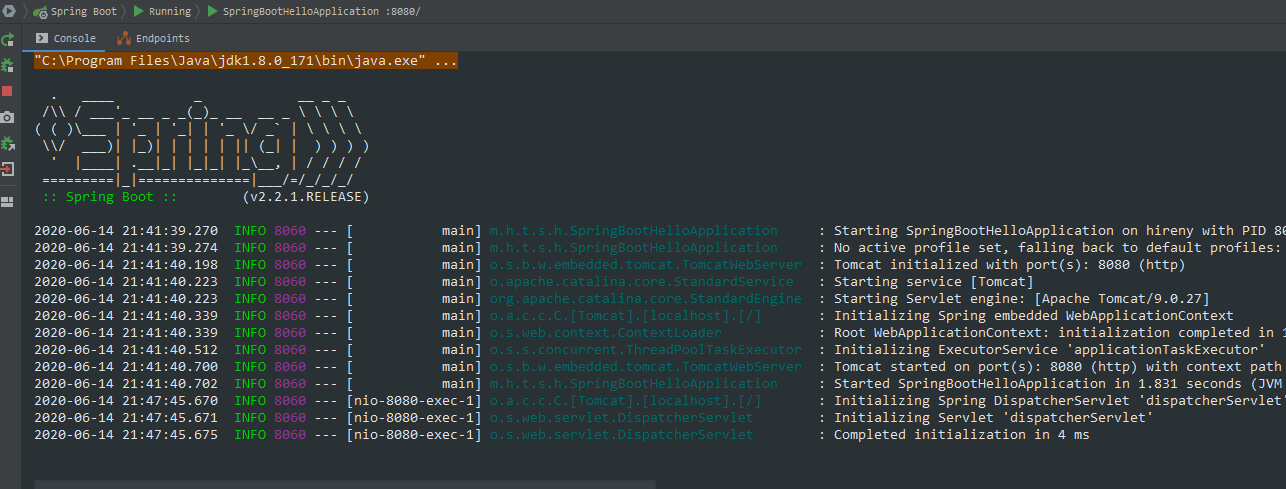 Spring Boot Running SpringBootHelloApplication :8080/
Console Endpoints
"C:\Program Files\Java\jdk1.8.0_171\bin\java.exe" ...
  .   ____          _            __ _ _
 /\\ / ___'_ __ _ _(_)_ __  __ _ \ \ \ \
( ( )\___ | '_ | '_| | '_ \/ _` | \ \ \ \
 \\/  ___)| |_)| | | | | || (_| |  ) ) ) )
  '  |____| .__|_| |_|_| |_\__, | / / / /
 =========|_|==============|___/=/_/_/_/
 :: Spring Boot ::        (v2.2.1.RELEASE)
2020-06-14 21:41:39.270  INFO 8060 --- [           main] m.h.t.s.h.SpringBootHelloApplication     : Starting SpringBootHelloApplication on hireny with PID 80
2020-06-14 21:41:39.274  INFO 8060 --- [           main] m.h.t.s.h.SpringBootHelloApplication     : No active profile set, falling back to default profiles:
2020-06-14 21:41:40.198  INFO 8060 --- [           main] o.s.b.w.embedded.tomcat.TomcatWebServer  : Tomcat initialized with port(s): 8080 (http)
2020-06-14 21:41:40.223  INFO 8060 --- [           main] o.apache.catalina.core.StandardService   : Starting service [Tomcat]
2020-06-14 21:41:40.223  INFO 8060 --- [           main] org.apache.catalina.core.StandardEngine  : Starting Servlet engine: [Apache Tomcat/9.0.27]
2020-06-14 21:41:40.339  INFO 8060 --- [           main] o.a.c.c.C.[Tomcat].[localhost].[/]       : Initializing Spring embedded WebApplicationContext
2020-06-14 21:41:40.339  INFO 8060 --- [           main] o.s.web.context.ContextLoader            : Root WebApplicationContext: initialization completed in 1
2020-06-14 21:41:40.512  INFO 8060 --- [           main] o.s.s.concurrent.ThreadPoolTaskExecutor  : Initializing ExecutorService 'applicationTaskExecutor'
2020-06-14 21:41:40.700  INFO 8060 --- [           main] o.s.b.w.embedded.tomcat.TomcatWebServer  : Tomcat started on port(s): 8080 (http) with context path
2020-06-14 21:41:40.702  INFO 8060 --- [           main] m.h.t.s.h.SpringBootHelloApplication     : Started SpringBootHelloApplication in 1.831 seconds (JVM
2020-06-14 21:47:45.670  INFO 8060 --- [nio-8080-exec-1] o.a.c.c.C.[Tomcat].[localhost].[/]       : Initializing Spring DispatcherServlet 'dispatcherServlet'
2020-06-14 21:47:45.671  INFO 8060 --- [nio-8080-exec-1] o.s.web.servlet.DispatcherServlet        : Initializing Servlet 'dispatcherServlet'
2020-06-14 21:47:45.675  INFO 8060 --- [nio-8080-exec-1] o.s.web.servlet.DispatcherServlet        : Completed initialization in 4 ms